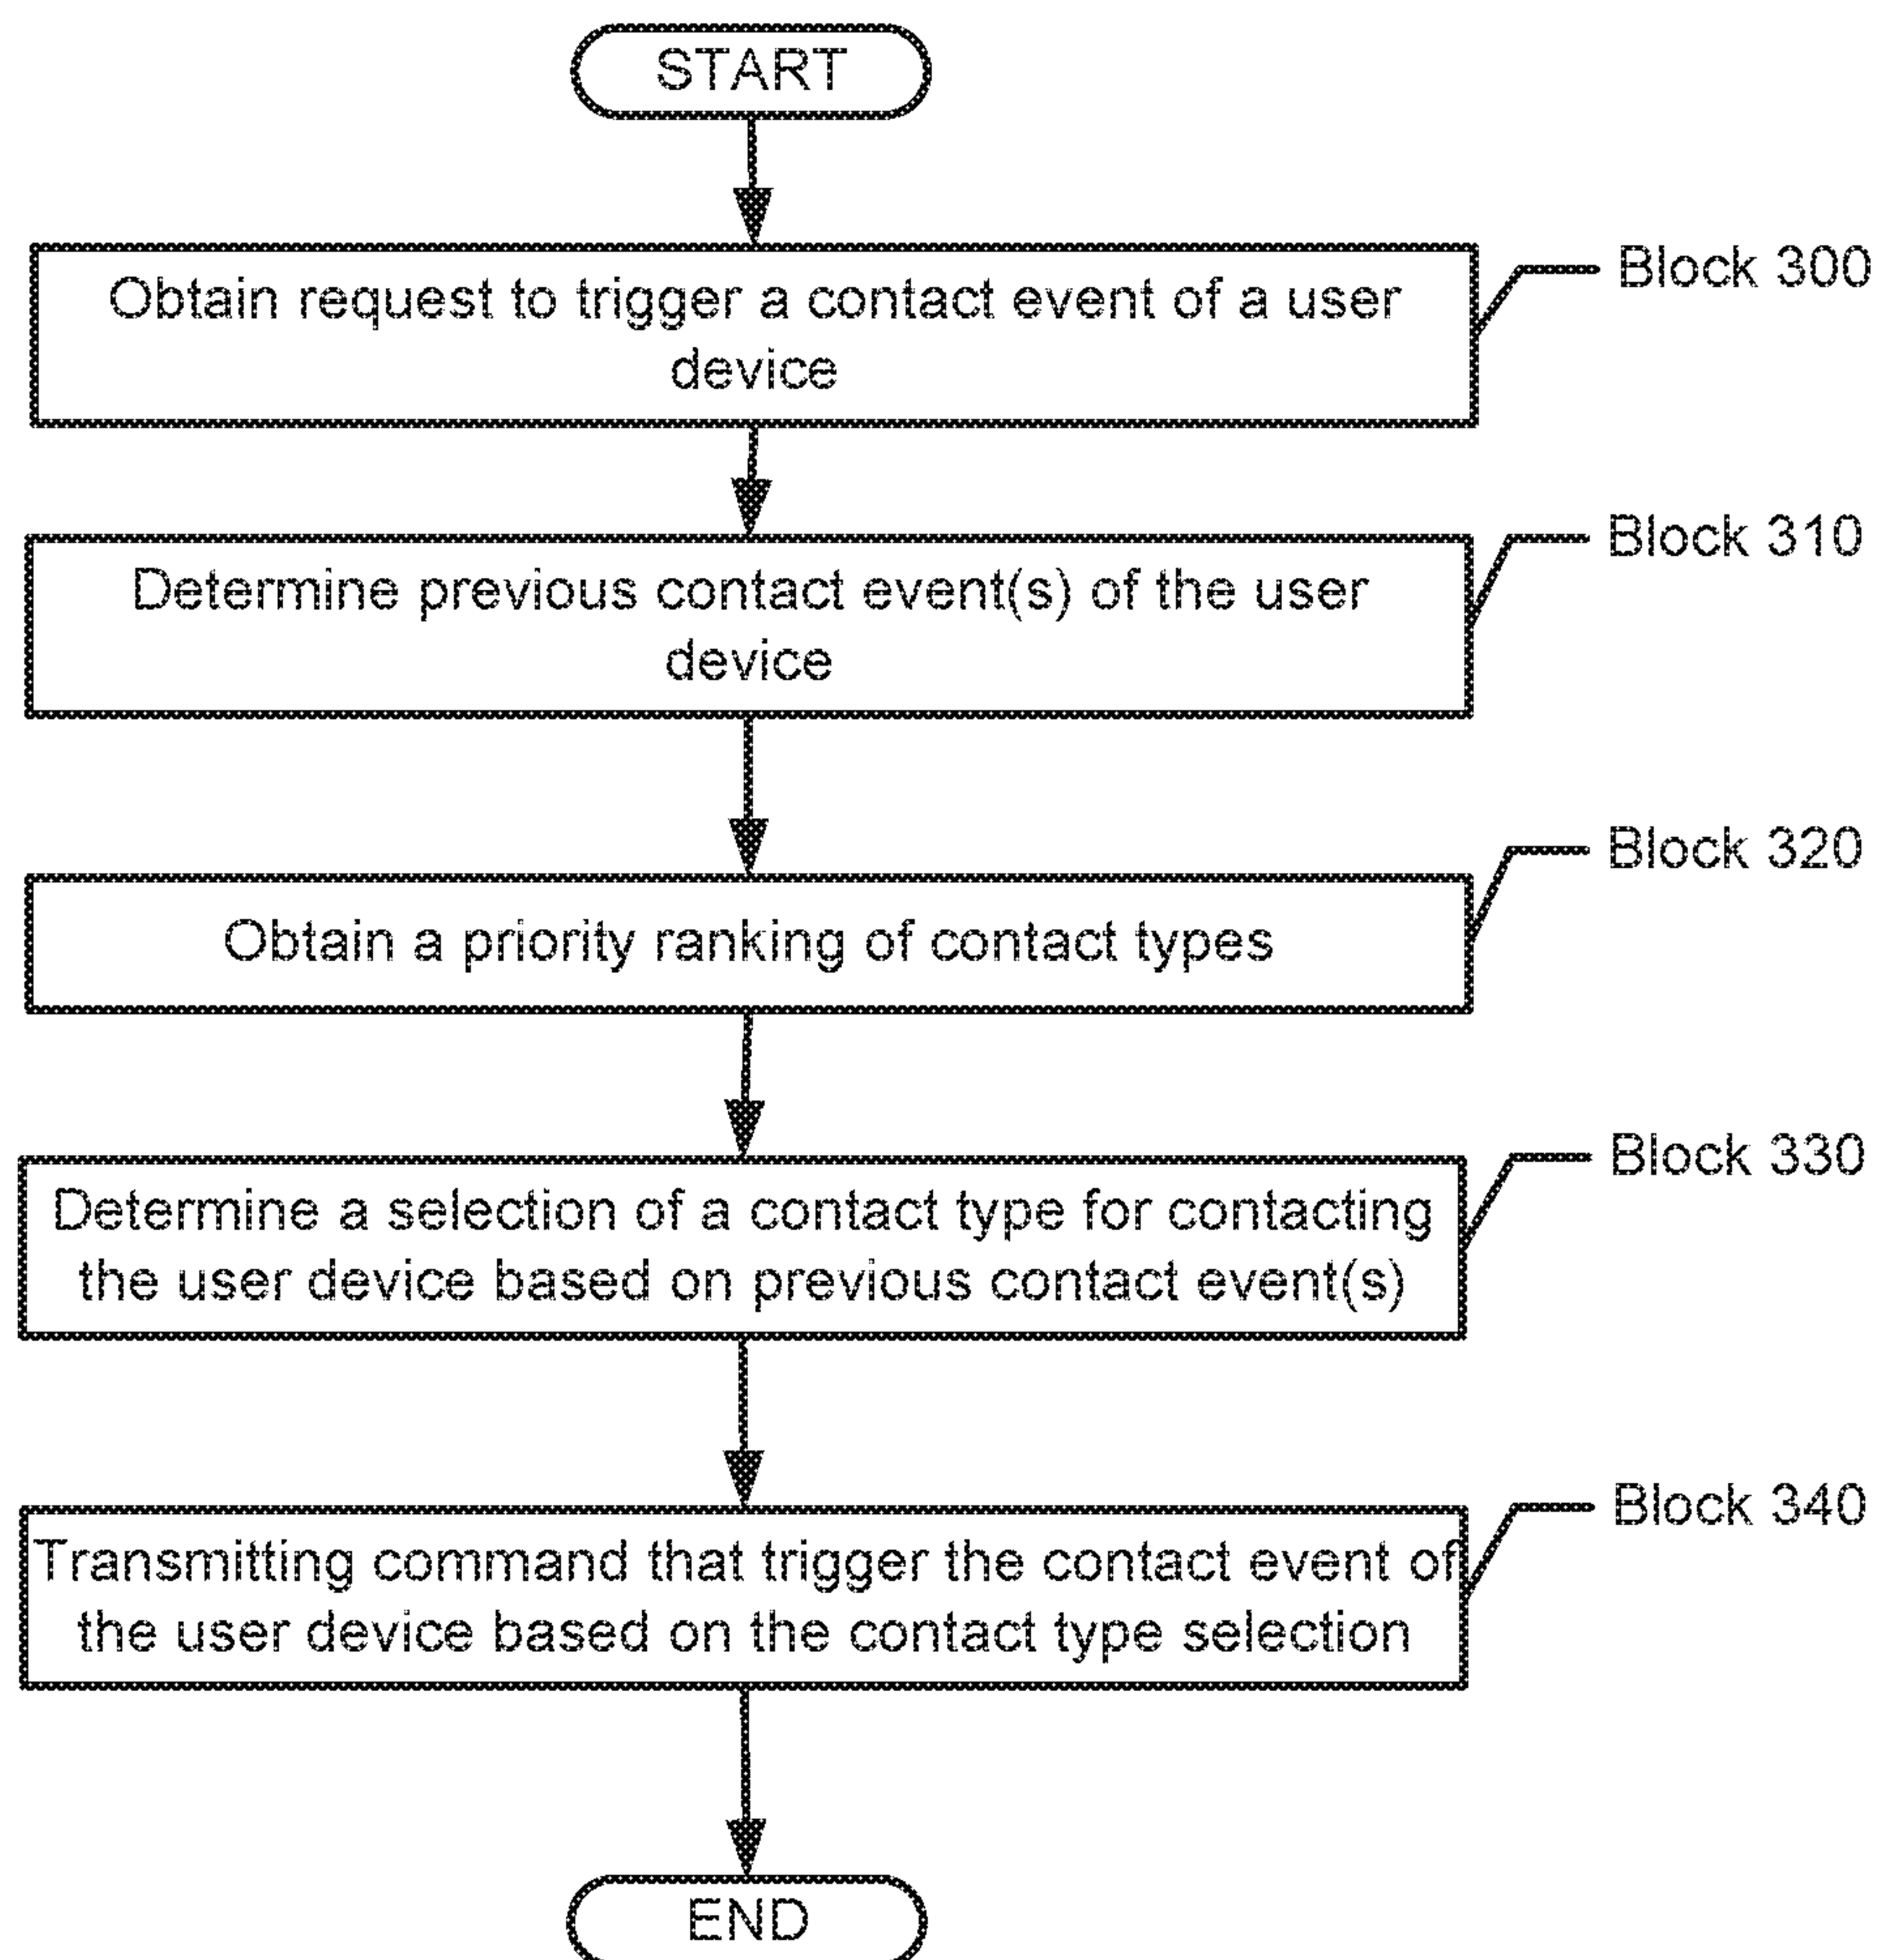 START
Obtain request to trigger a contact event of a user
device
Block 300
Determine previous contact event(s) of the user
device
Block 310
Obtain a priority ranking of contact types
Block 320
Determine a selection of a contact type for contacting
the user device based on previous contact event(s)
Block 330
Transmitting command that trigger the contact event of
the user device based on the contact type selection
Block 340
END